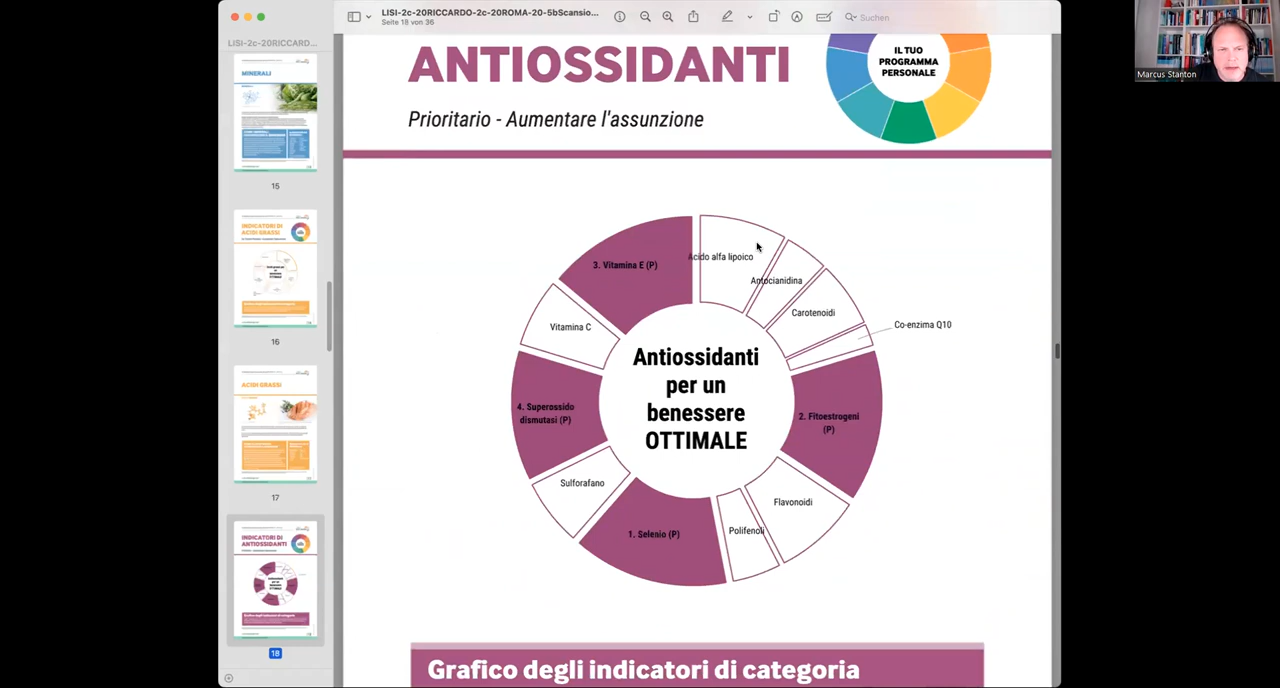 LISI-2c-20RICCARDO-2c-20ROMA-20-5bScansio...
Seite 18 von 36
Suchen
LISI-2c-20RICCARD...
MINERALI
15
INDICATORI DI
ACIDI GRASSI
16
ACIDI GRASSI
17
INDICATORI DI
ANTIOSSIDANTI
18
ANTIOSSIDANTI
Prioritario - Aumentare l'assunzione
IL TUO
PROGRAMMA
PERSONALE
3. Vitamina E (P)
Acido alfa lipoico
Antocianidina
Carotenoidi
Co-enzima Q10
Vitamina C
4. Superossido
dismutasi (P)
2. Fitoestrogeni
(P)
Antiossidanti
per un
benessere
OTTIMALE
Sulforafano
Flavonoidi
1. Selenio (P)
Polifenoli
Grafico degli indicatori di categoria
Marcus Stanton